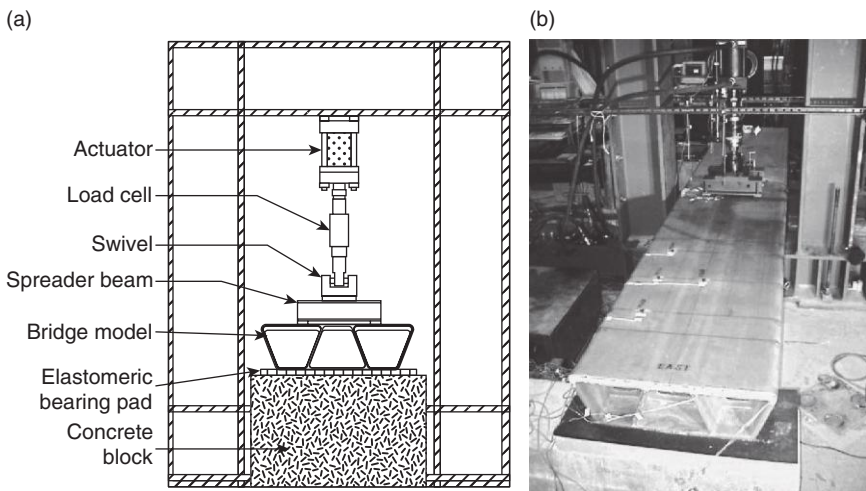 (a)
Actuator
Load cell
Swivel
Spreader beam
Bridge model
Elastomeric
bearing pad
Concrete
block
(b)
EAST